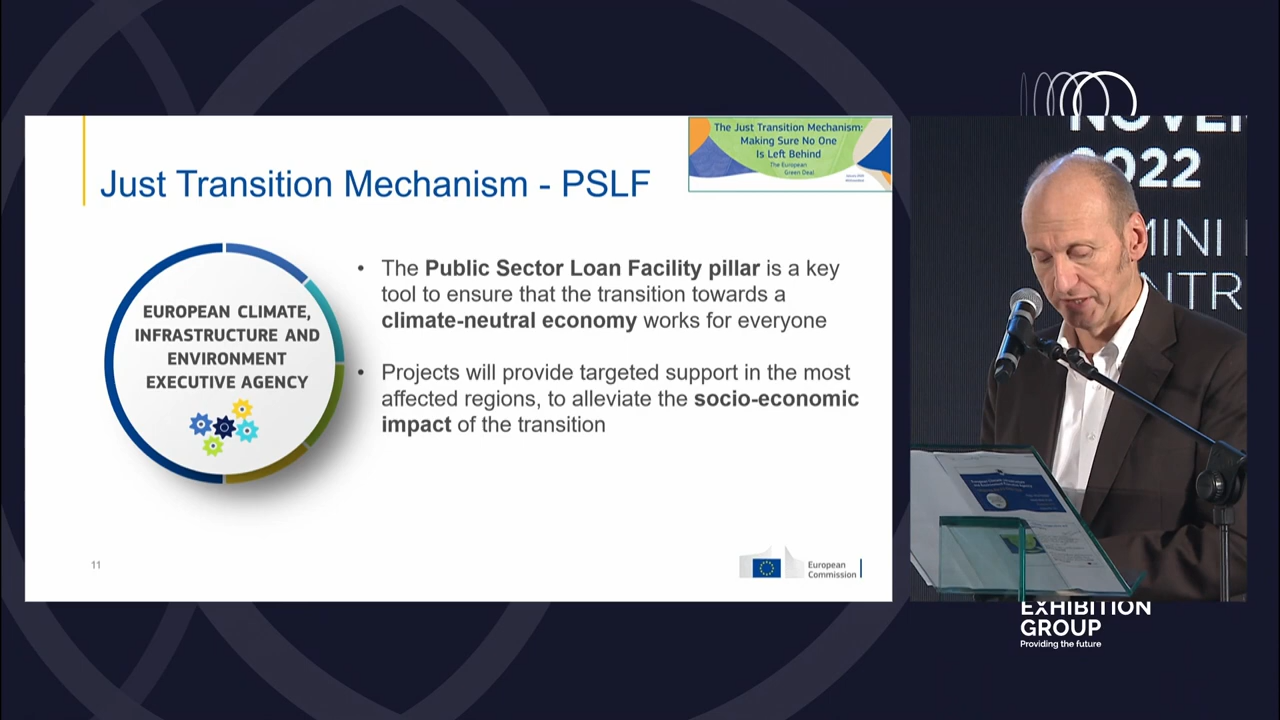 Just Transition Mechanism - PSLF
The Just Transition Mechanism:
Making Sure No One
Is Left Behind
The European
Green Deal
EUROPEAN CLIMATE,
INFRASTRUCTURE AND
ENVIRONMENT
EXECUTIVE AGENCY
• The Public Sector Loan Facility pillar is a key
tool to ensure that the transition towards a
climate-neutral economy works for everyone
• Projects will provide targeted support in the most
affected regions, to alleviate the socio-economic
impact of the transition
11
European
Commission
2022
EXHIBITION
GROUP
Providing the future